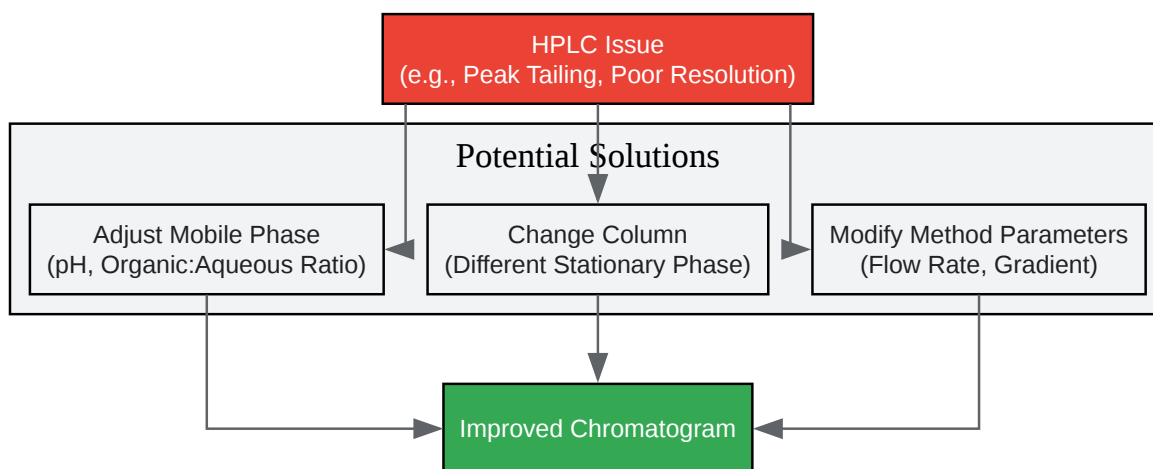 HPLC Issue
(e.g., Peak Tailing, Poor Resolution)
Potential Solutions
Adjust Mobile Phase
(pH, Organic:Aqueous Ratio)
Change Column
(Different Stationary Phase)
Modify Method Parameters
(Flow Rate, Gradient)
Improved Chromatogram